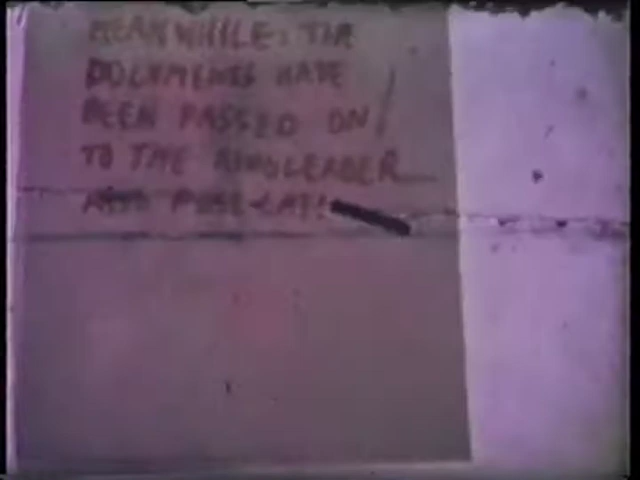 MEANWHILE: THE
DOCUMENTS HAVE
BEEN PASSED ON
TO THE RINGLEADER